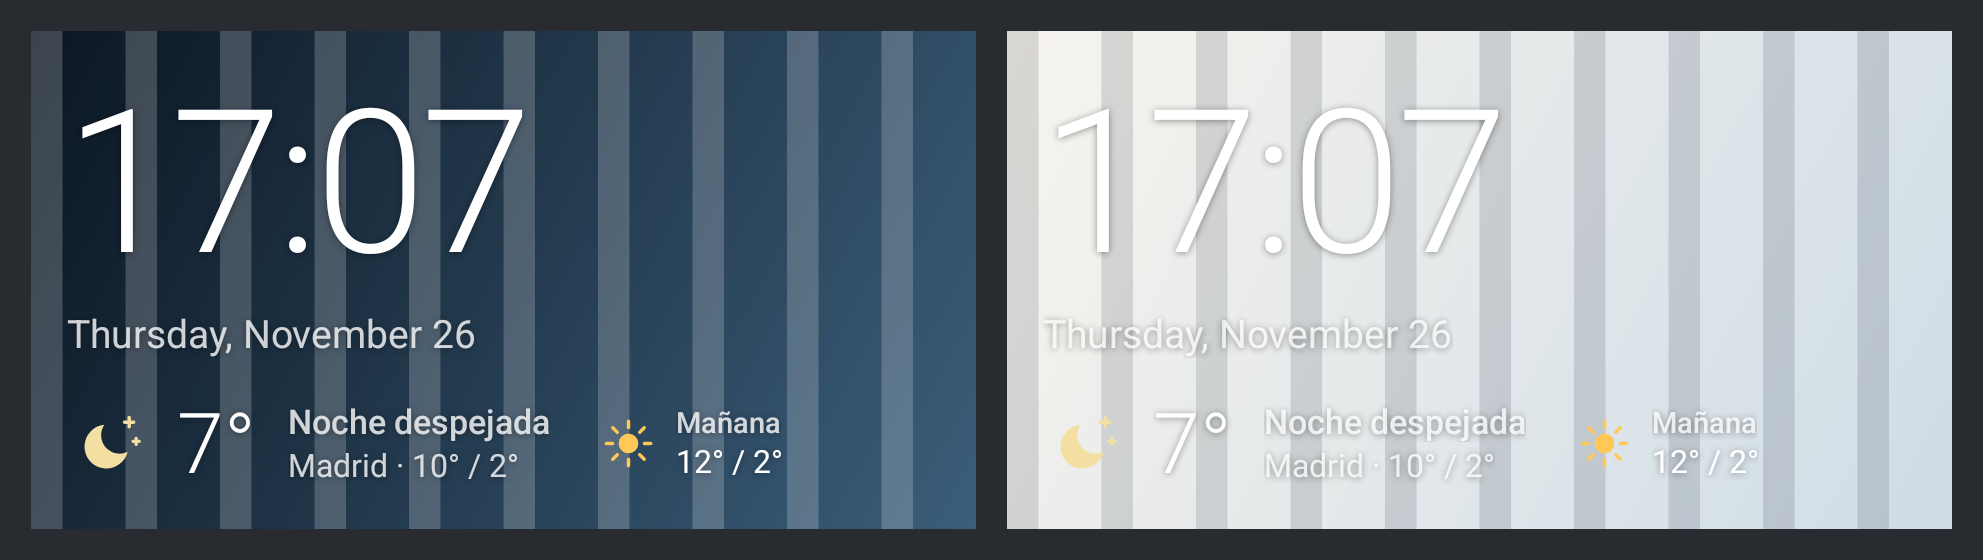 17:07
Thursday, November 26
7° Noche despejada
Madrid · 10° / 2°
Mañana
12° / 2°
17:07
Thursday, November 26
7° Noche despejada
Madrid · 10° / 2°
Mañana
12° / 2°